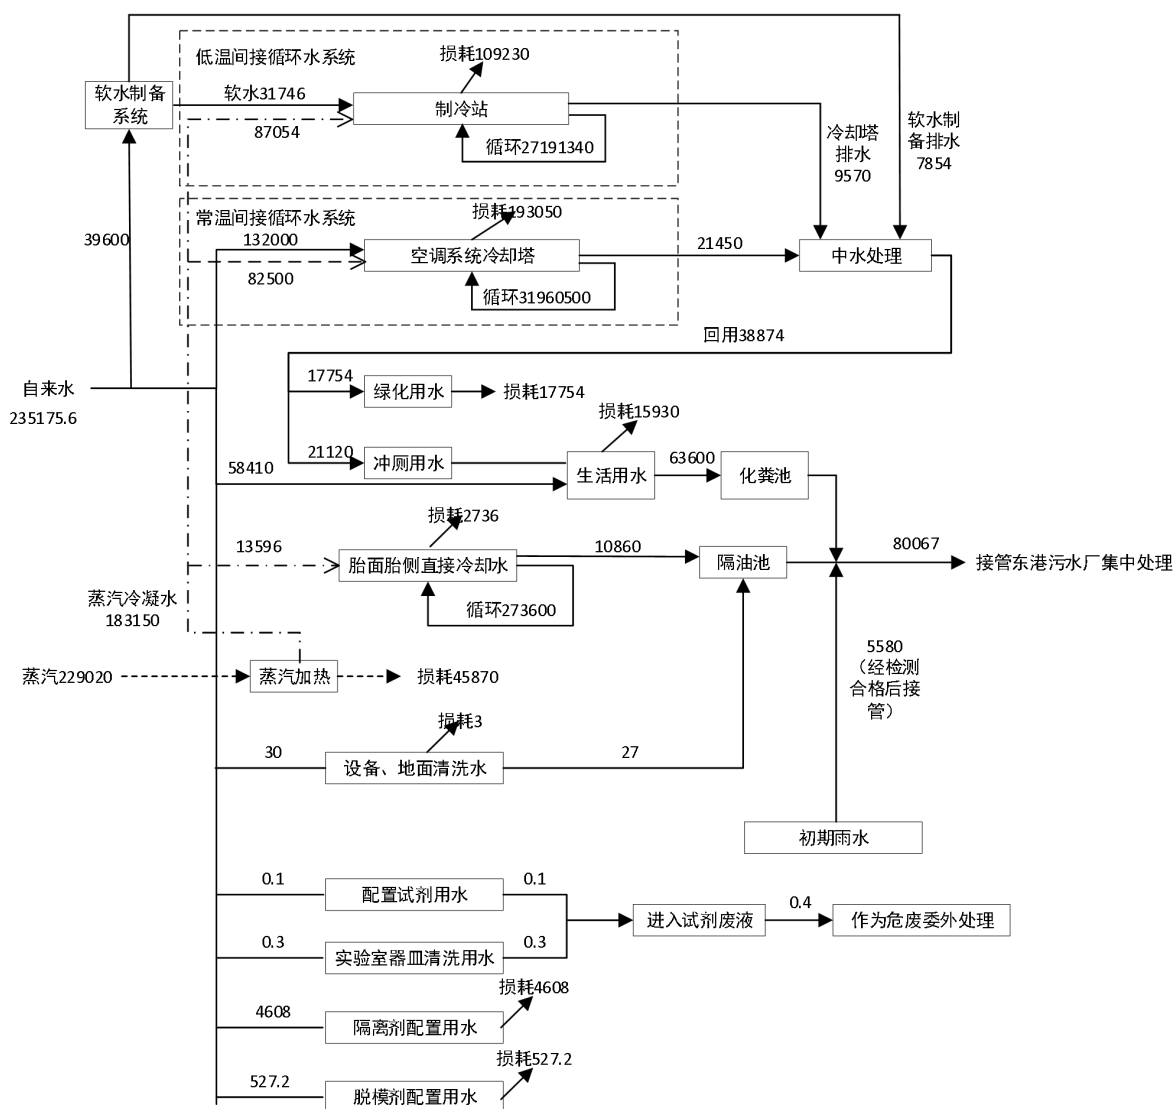 低温间接循环水系统
损耗109230
软水制备
系统
软水31746
制冷站
87054
循环27191340
冷却塔
排水
9570
软水制
备排水
7854
39600
常温间接循环水系统
损耗193050
132000
空调系统冷却塔
21450
中水处理
82500
循环31960500
回用38874
自来水
235175.6
17754
绿化用水
损耗17754
损耗15930
21120
冲厕用水
58410
生活用水
63600
化粪池
损耗2736
13596
胎面胎侧直接冷却水
10860
隔油池
80067
接管东港污水厂集中处理
循环273600
蒸汽冷凝水
183150
蒸汽229020
蒸汽加热
损耗45870
5580
（经检测
合格后接
管）
损耗3
30
设备、地面清洗水
27
初期雨水
0.1
配置试剂用水
0.1
进入试剂废液
0.4
作为危废委外处理
0.3
实验室器皿清洗用水
0.3
损耗4608
4608
隔离剂配置用水
损耗527.2
527.2
脱模剂配置用水